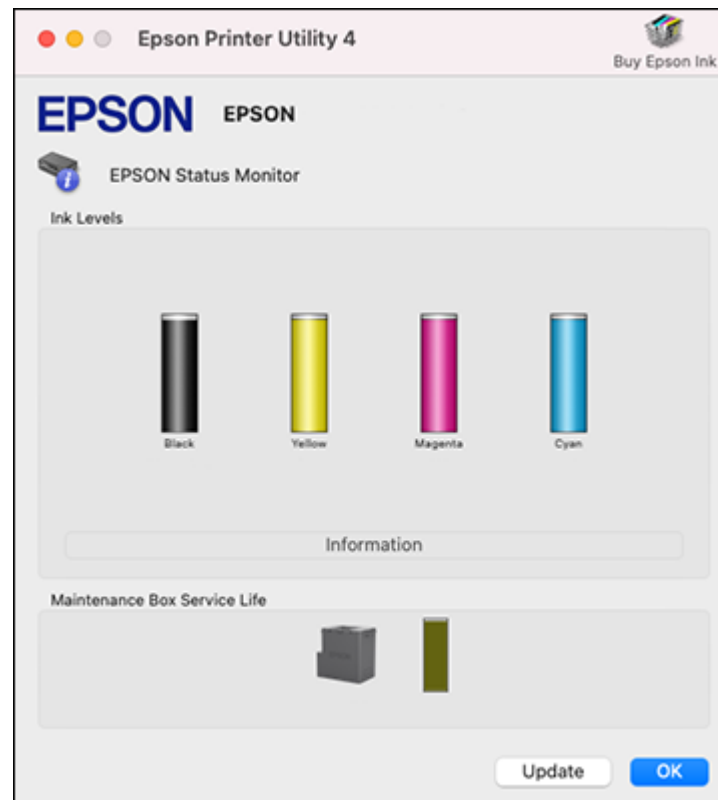 Epson Printer Utility 4
Buy Epson Ink
EPSON EPSON
EPSON Status Monitor
Ink Levels
Black Yellow Magenta Cyan
Information
Maintenance Box Service Life
Update OK